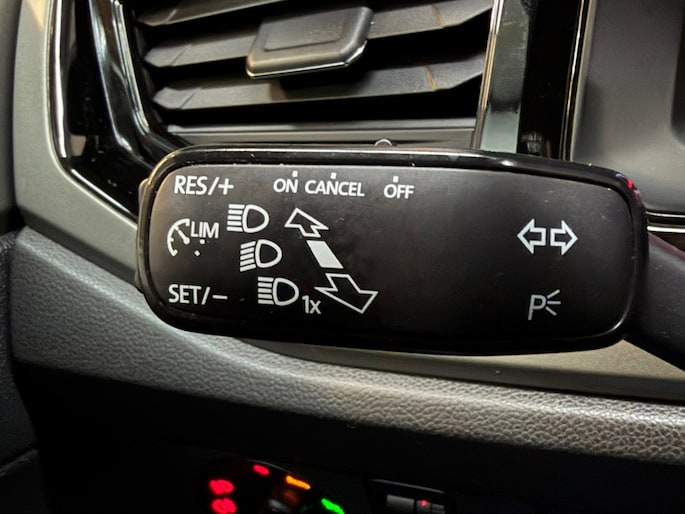 RES/+ ON CANCEL OFF
LIM
SET/−
1x
P